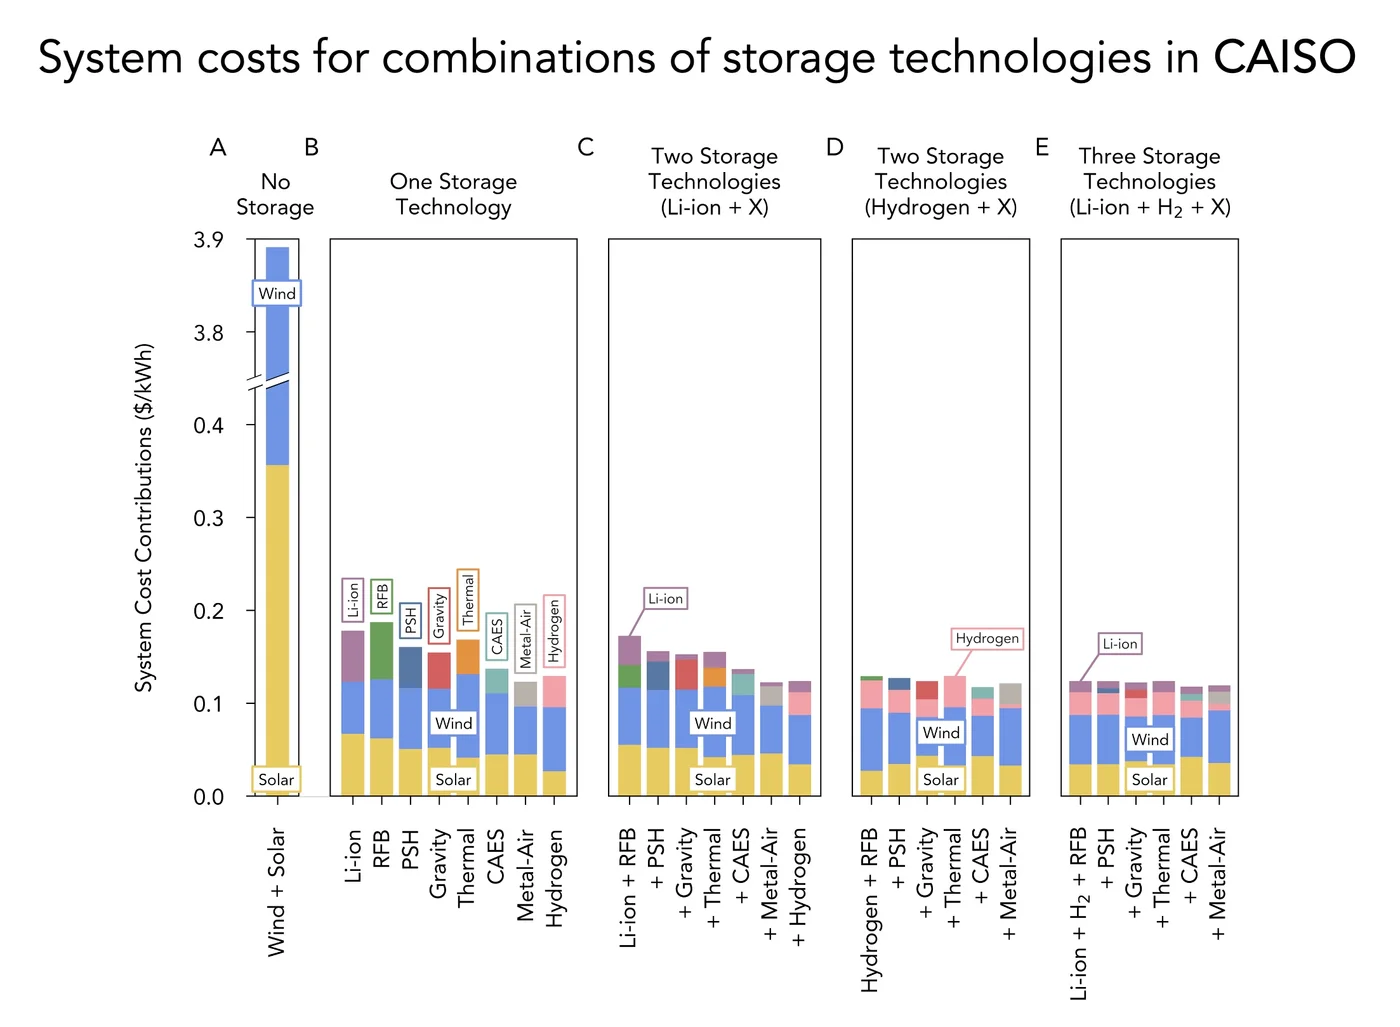 System costs for combinations of storage technologies in CAISO
A
No
Storage
B
One Storage
Technology
C
Two Storage
Technologies
(Li-ion + X)
D
Two Storage
Technologies
(Hydrogen + X)
E
Three Storage
Technologies
(Li-ion + H₂ + X)
System Cost Contributions ($/kWh)
3.9
3.8
0.4
0.3
0.2
0.1
0.0
Wind
Solar
Li-ion
RFB
PSH
Gravity
Thermal
CAES
Metal-Air
Hydrogen
Wind
Solar
Li-ion
Wind
Solar
Hydrogen
Wind
Solar
Li-ion
Wind
Solar
Wind + Solar
Li-ion
RFB
PSH
Gravity
Thermal
CAES
Metal-Air
Hydrogen
Li-ion + RFB
+ PSH
+ Gravity
+ Thermal
+ CAES
+ Metal-Air
+ Hydrogen
Hydrogen + RFB
+ PSH
+ Gravity
+ Thermal
+ CAES
+ Metal-Air
Li-ion + H₂ + RFB
+ PSH
+ Gravity
+ Thermal
+ CAES
+ Metal-Air